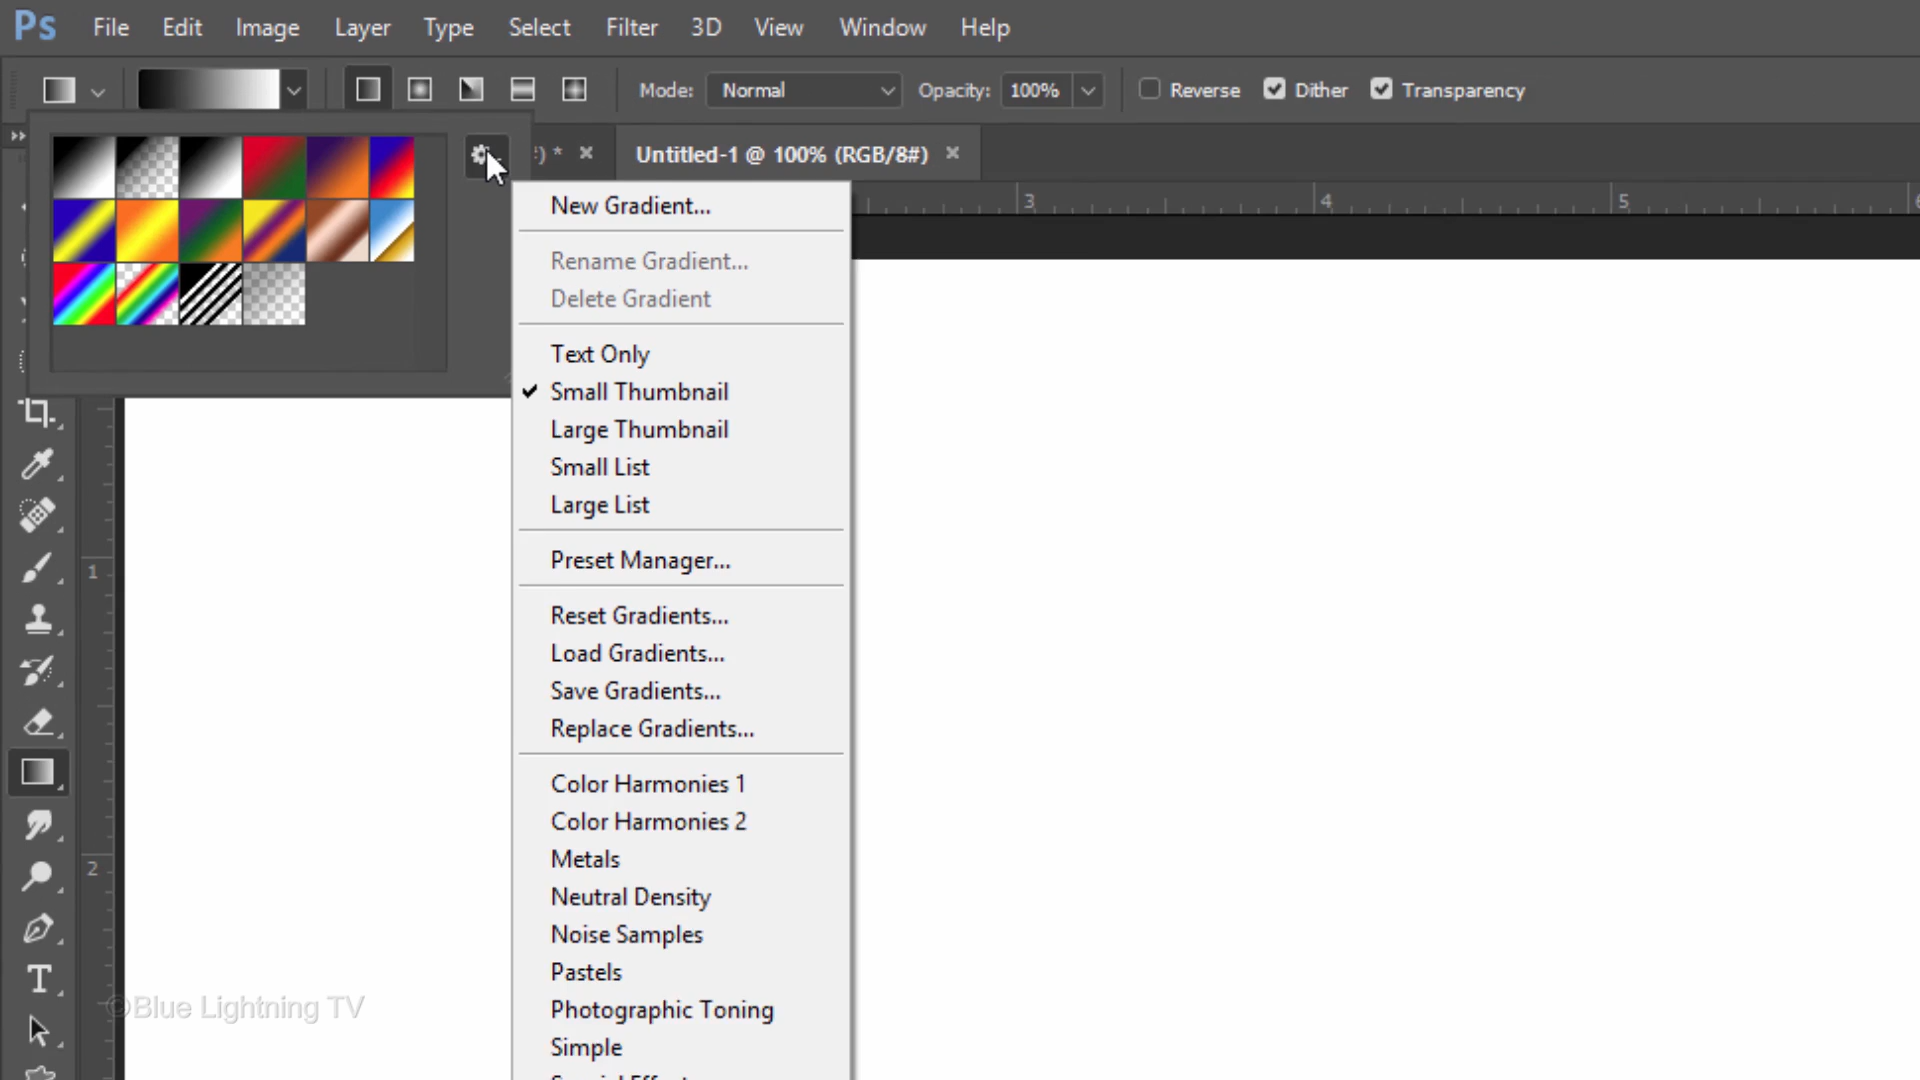 Ps File Edit Image Layer Type Select Filter 3D View Window Help
Mode: Normal Opacity: 100% Reverse Dither Transparency
) * × Untitled-1 @ 100% (RGB/8#) ×
3 4 5
New Gradient...
Rename Gradient...
Delete Gradient
Text Only
Small Thumbnail
Large Thumbnail
Small List
Large List
Preset Manager...
1
Reset Gradients...
Load Gradients...
Save Gradients...
Replace Gradients...
Color Harmonies 1
Color Harmonies 2
Metals
2
Neutral Density
Noise Samples
Pastels
T
©Blue Lightning TV
Photographic Toning
Simple